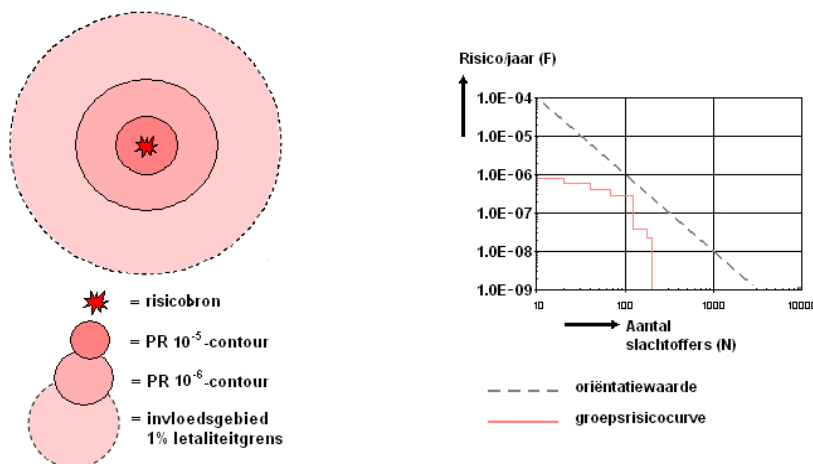 = risicobron
= PR 10⁻⁵-contour
= PR 10⁻⁶-contour
= invloedsgebied
1% letaliteitgrens
Risico/jaar (F)
1.0E-04
1.0E-05
1.0E-06
1.0E-07
1.0E-08
1.0E-09
10 100 1000 10000
Aantal
slachtoffers (N)
oriëntatiewaarde
groepsrisicocurve